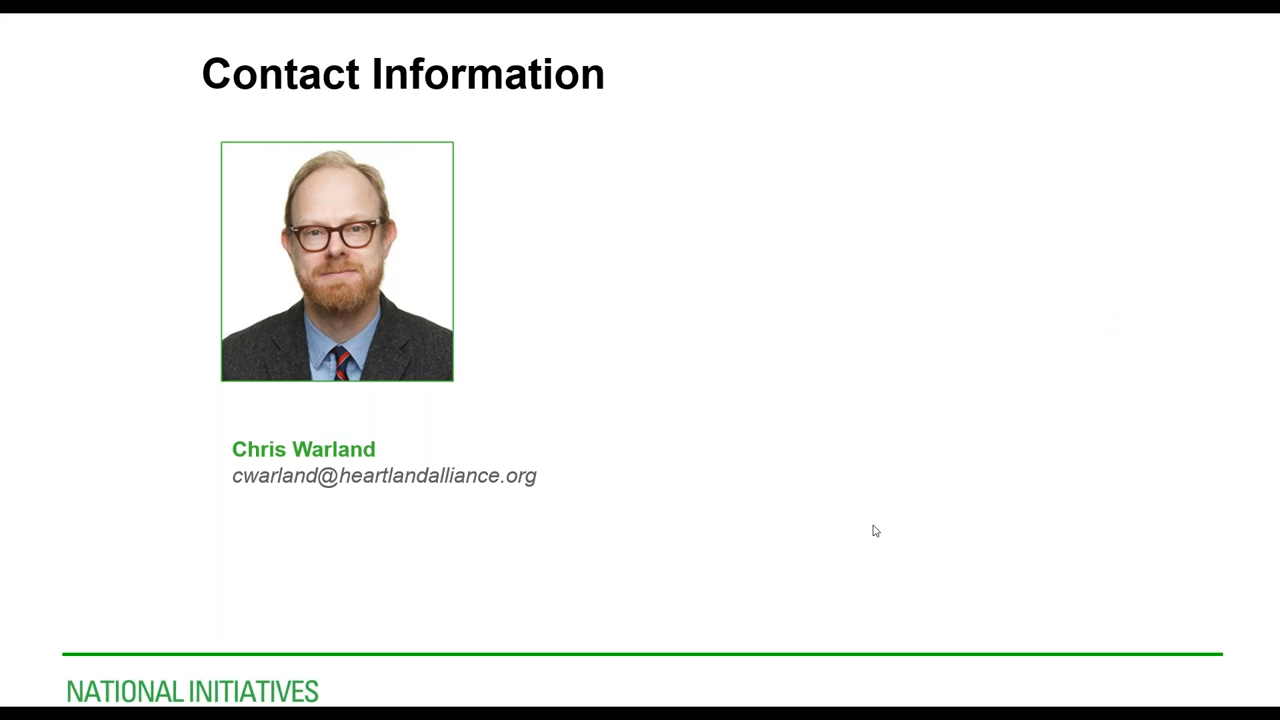 Contact Information
Chris Warland
cwarland@heartlandalliance.org
NATIONAL INITIATIVES